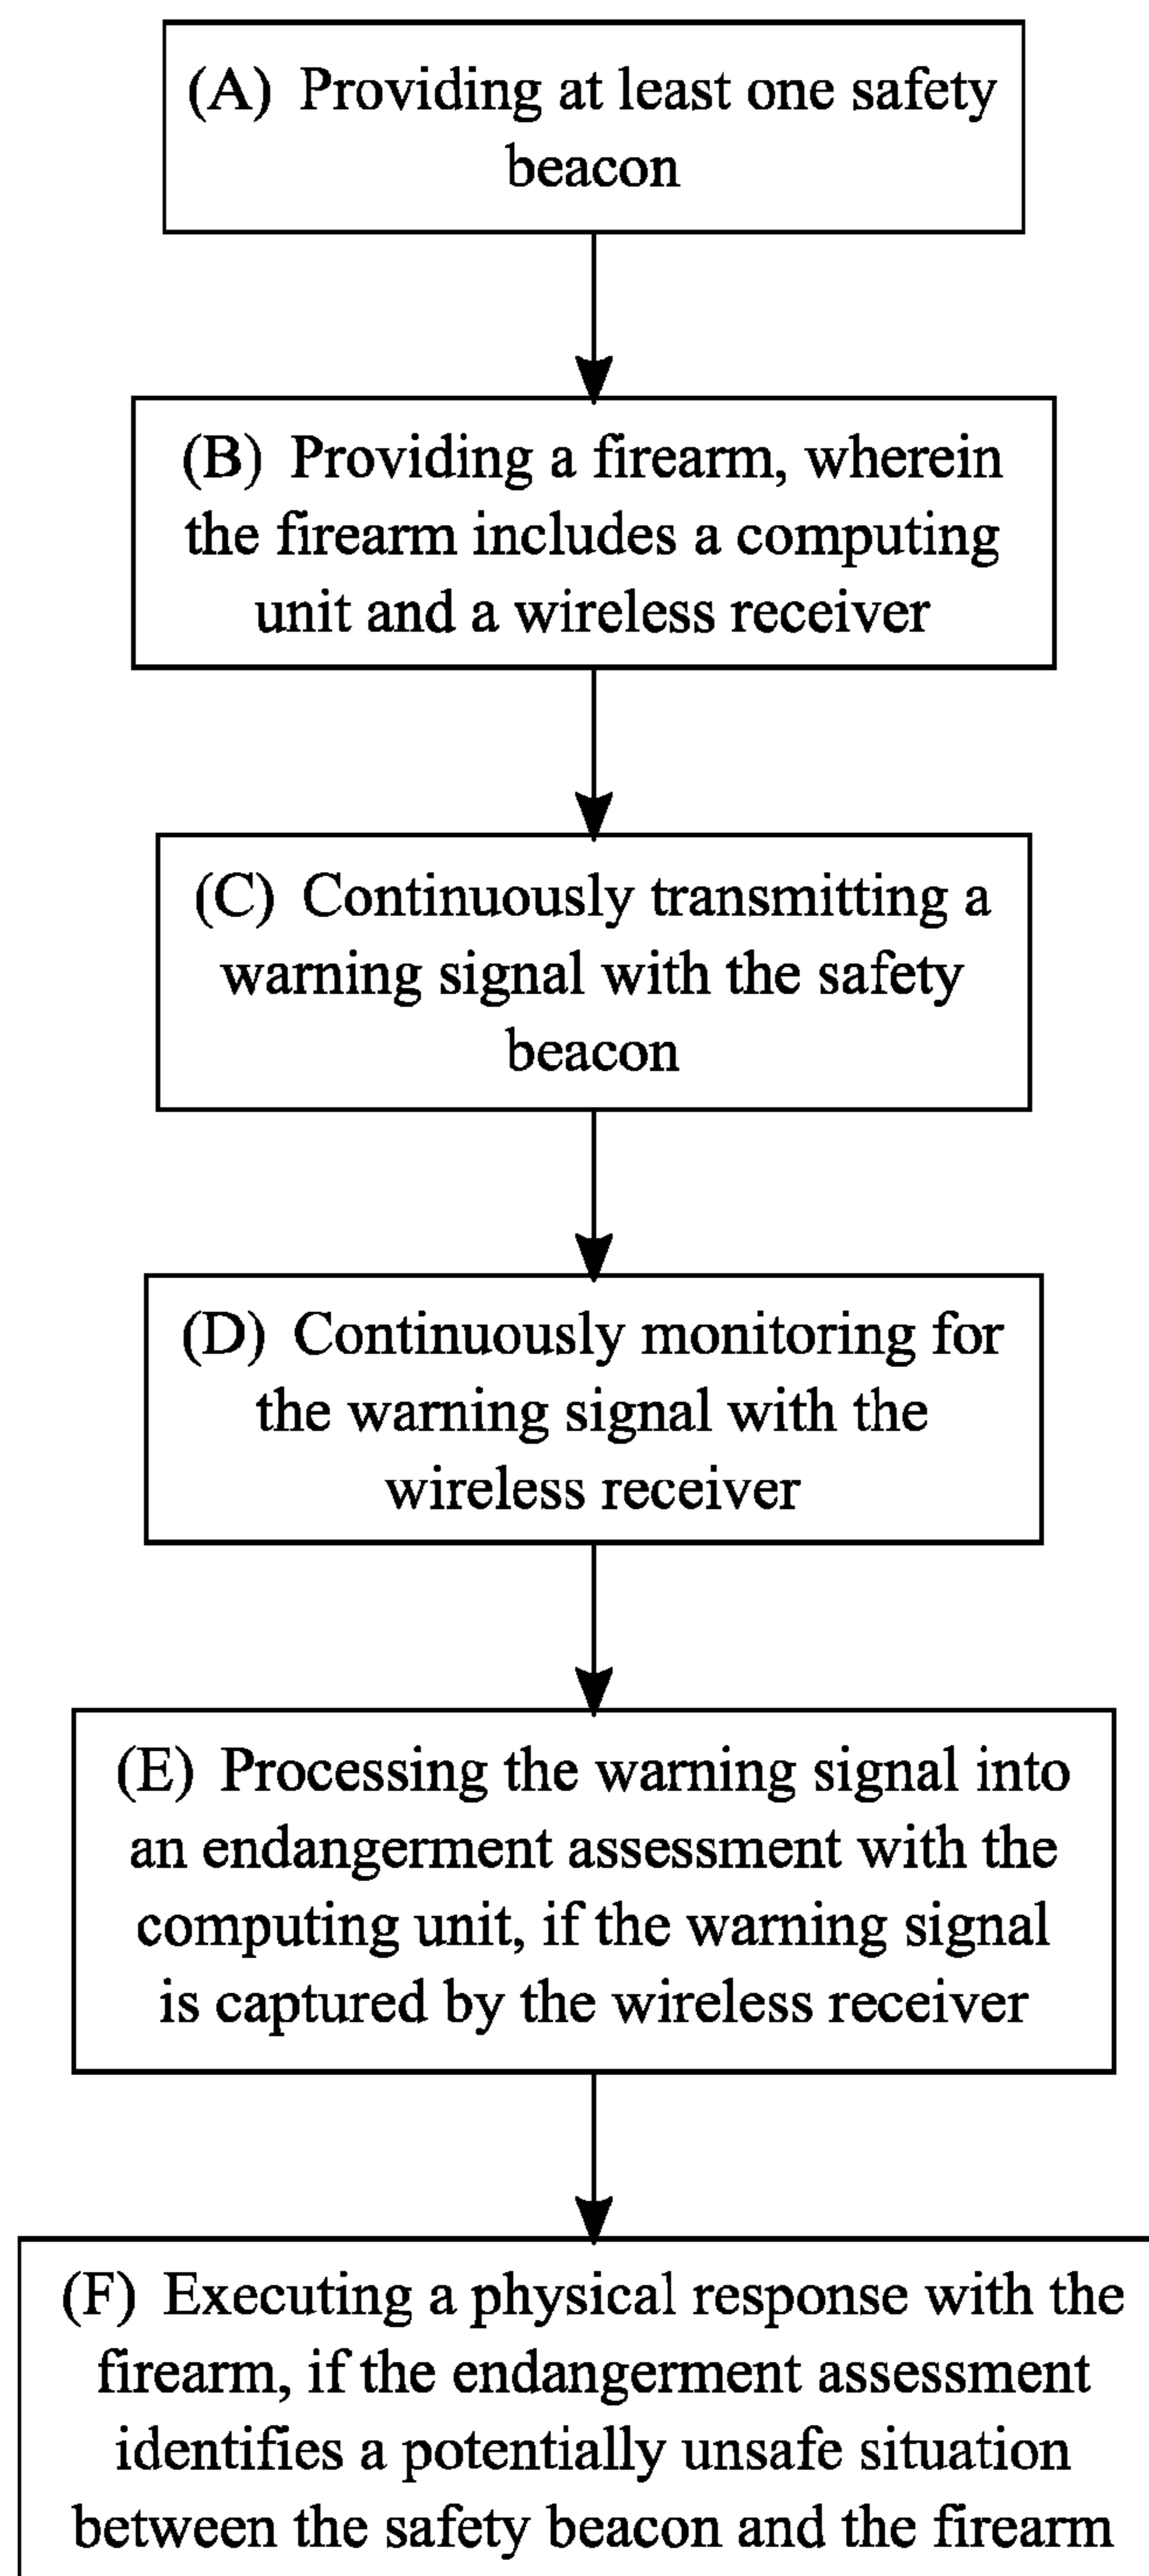 (A) Providing at least one safety
beacon
(B) Providing a firearm, wherein
the firearm includes a computing
unit and a wireless receiver
(C) Continuously transmitting a
warning signal with the safety
beacon
(D) Continuously monitoring for
the warning signal with the
wireless receiver
(E) Processing the warning signal into
an endangerment assessment with the
computing unit, if the warning signal
is captured by the wireless receiver
(F) Executing a physical response with the
firearm, if the endangerment assessment
identifies a potentially unsafe situation
between the safety beacon and the firearm